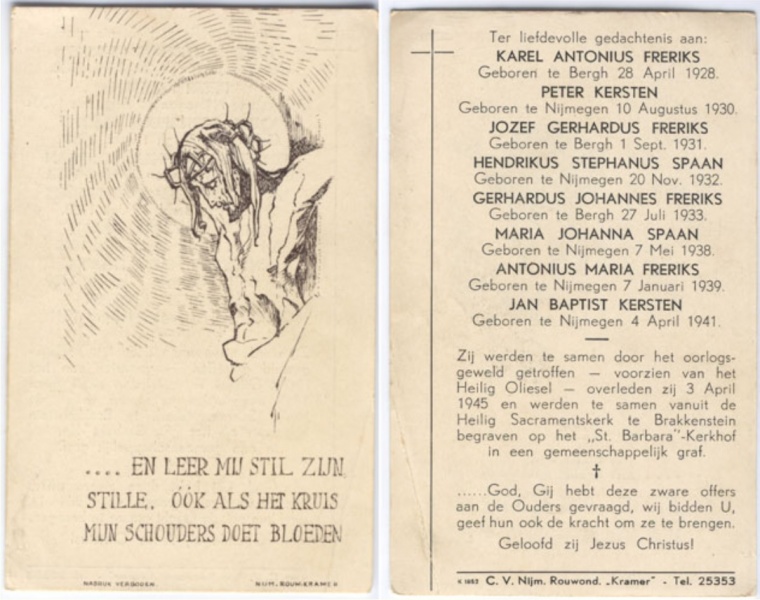 .... EN LEER MIJ STIL ZIJN,
STILLE, ÓÓK ALS HET KRUIS
MIJN SCHOUDERS DOET BLOEDEN
NADRUK VERBODEN
NIJM. ROUW-KRAMER
Ter liefdevolle gedachtenis aan:
KAREL ANTONIUS FRERIKS
Geboren te Bergh 28 April 1928.
PETER KERSTEN
Geboren te Nijmegen 10 Augustus 1930.
JOZEF GERHARDUS FRERIKS
Geboren te Bergh 1 Sept. 1931.
HENDRIKUS STEPHANUS SPAAN
Geboren te Nijmegen 20 Nov. 1932.
GERHARDUS JOHANNES FRERIKS
Geboren te Bergh 27 Juli 1933.
MARIA JOHANNA SPAAN
Geboren te Nijmegen 7 Mei 1938.
ANTONIUS MARIA FRERIKS
Geboren te Nijmegen 7 Januari 1939.
JAN BAPTIST KERSTEN
Geboren te Nijmegen 4 April 1941.
Zij werden te samen door het oorlogs-
geweld getroffen — voorzien van het
Heilig Oliesel — overleden zij 3 April
1945 en werden te samen vanuit de
Heilig Sacramentskerk te Brakkenstein
begraven op het „St. Barbara"-Kerkhof
in een gemeenschappelijk graf.
......God, Gij hebt deze zware offers
aan de Ouders gevraagd, wij bidden U,
geef hun ook de kracht om ze te brengen.
Geloofd zij Jezus Christus!
C. V. Nijm. Rouwond. „Kramer" - Tel. 25353